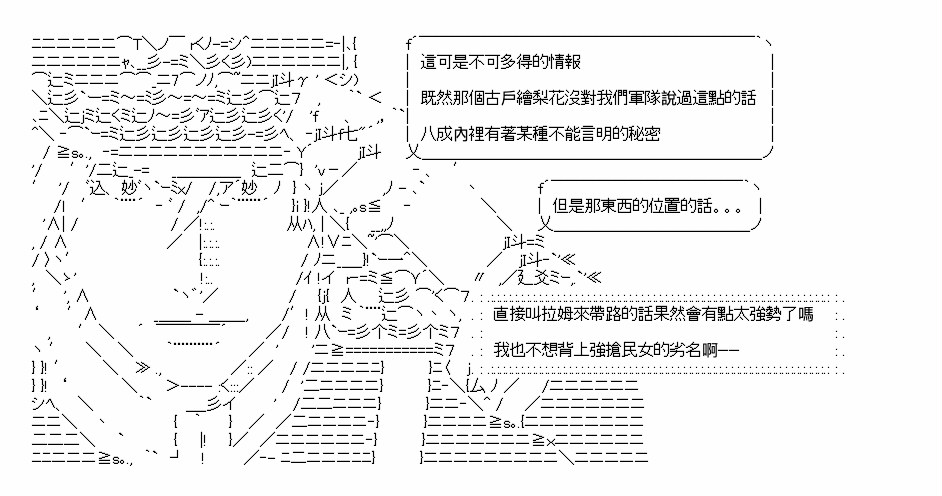 這可是不可多得的情報
既然那個古戶繪梨花沒對我們軍隊說過這點的話
八成內裡有著某種不能言明的秘密
但是那東西的位置的話。。。
直接叫拉姆來帶路的話果然會有點太強勢了嗎
我也不想背上強搶民女的劣名啊——